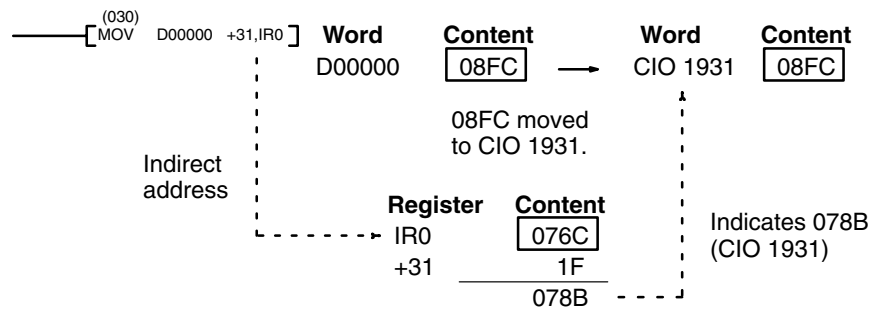 (030)
MOV D00000 +31,IR0
Word Content Word Content
D00000 08FC CIO 1931 08FC
08FC moved
to CIO 1931.
Indirect
address
Register Content
IR0 076C
+31 1F
078B
Indicates 078B
(CIO 1931)